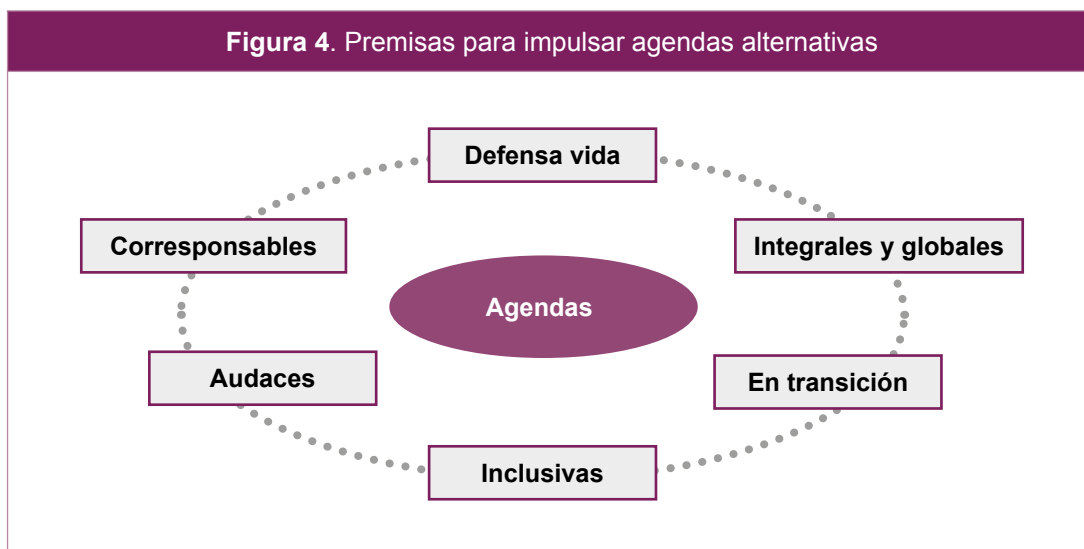 Figura 4. Premisas para impulsar agendas alternativas
Defensa vida
Corresponsables
Integrales y globales
Agendas
Audaces
En transición
Inclusivas